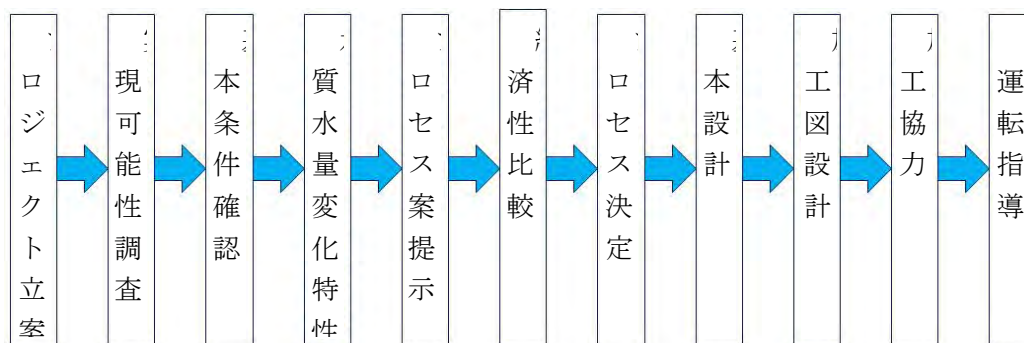 ロジェクト立案
現可能性調査
本条件確認
質水量変化特性
ロセス案提示
済性比較
ロセス決定
本設計
工図設計
工協力
運転指導